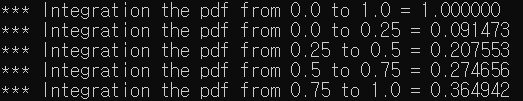 *** Integration the pdf from 0.0 to 1.0 = 1.000000
*** Integration the pdf from 0.0 to 0.25 = 0.091473
*** Integration the pdf from 0.25 to 0.5 = 0.207553
*** Integration the pdf from 0.5 to 0.75 = 0.274656
*** Integration the pdf from 0.75 to 1.0 = 0.364942